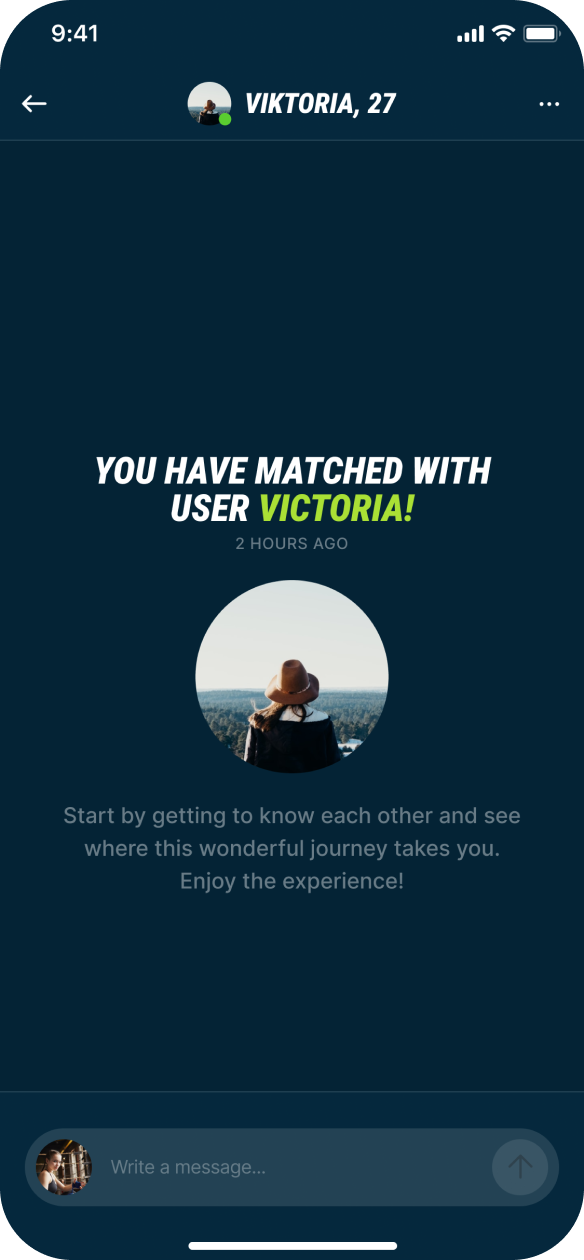 9:41
VIKTORIA, 27
YOU HAVE MATCHED WITH
USER VICTORIA!
2 HOURS AGO
Start by getting to know each other and see
where this wonderful journey takes you.
Enjoy the experience!
Write a message...